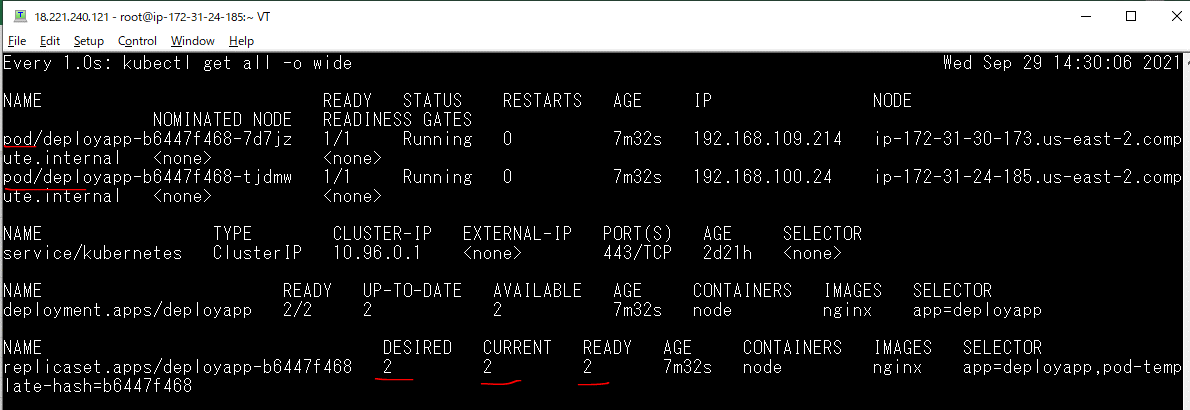 18.221.240.121 - root@ip-172-31-24-185:~ VT
File Edit Setup Control Window Help
Every 1.0s: kubectl get all -o wide Wed Sep 29 14:30:06 2021
NAME READY STATUS RESTARTS AGE IP NODE
NOMINATED NODE READINESS GATES
pod/deployapp-b6447f468-7d7jz 1/1 Running 0 7m32s 192.168.109.214 ip-172-31-30-173.us-east-2.comp
ute.internal <none> <none>
pod/deployapp-b6447f468-tjdmw 1/1 Running 0 7m32s 192.168.100.24 ip-172-31-24-185.us-east-2.comp
ute.internal <none> <none>
NAME TYPE CLUSTER-IP EXTERNAL-IP PORT(S) AGE SELECTOR
service/kubernetes ClusterIP 10.96.0.1 <none> 443/TCP 2d21h <none>
NAME READY UP-TO-DATE AVAILABLE AGE CONTAINERS IMAGES SELECTOR
deployment.apps/deployapp 2/2 2 2 7m32s node nginx app=deployapp
NAME DESIRED CURRENT READY AGE CONTAINERS IMAGES SELECTOR
replicaset.apps/deployapp-b6447f468 2 2 2 7m32s node nginx app=deployapp,pod-temp
late-hash=b6447f468